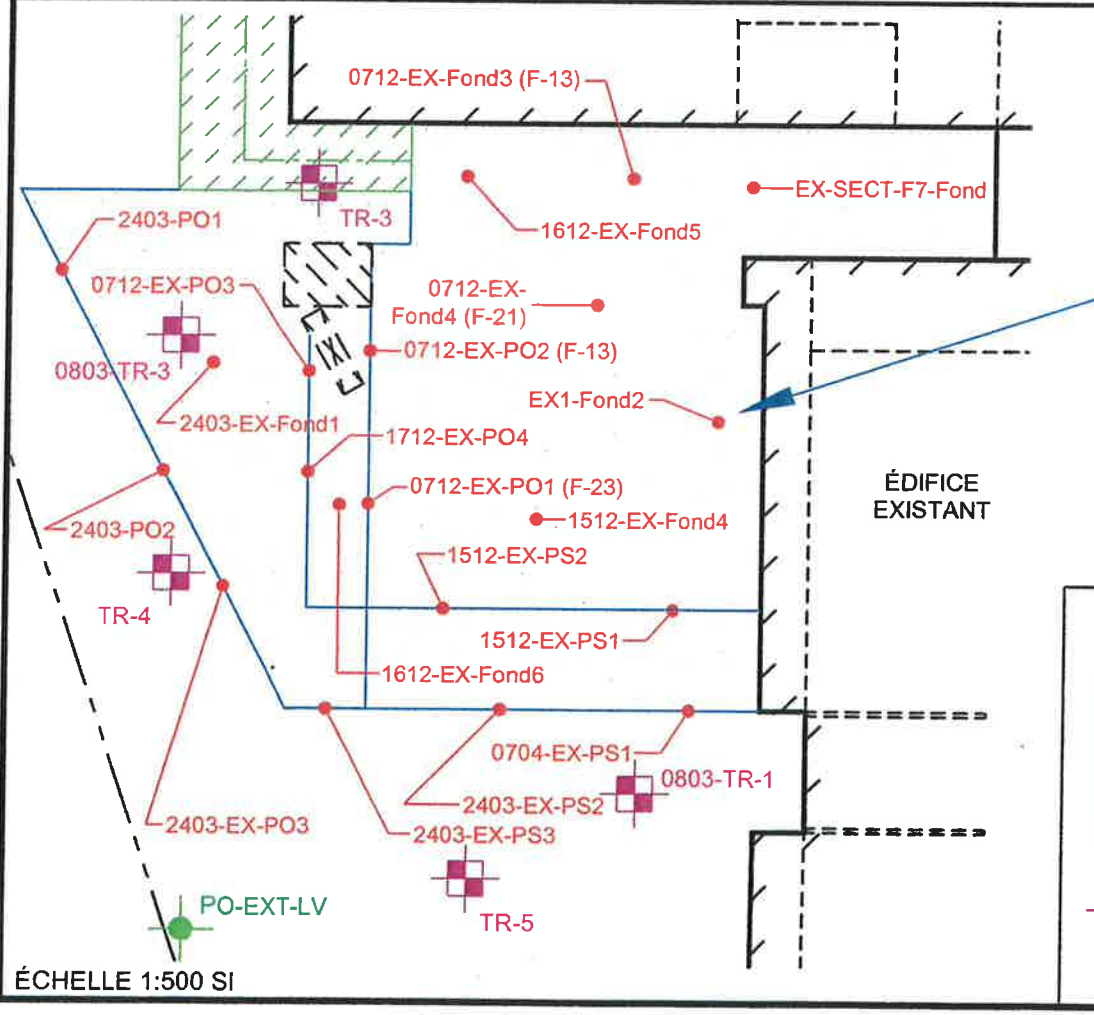 0712-EX-Fond3 (F-13)
EX-SECT-F7-Fond
TR-3
2403-PO1
1612-EX-Fond5
0712-EX-PO3
0712-EX-
Fond4 (F-21)
0712-EX-PO2 (F-13)
0803-TR-3
EX1-Fond2
2403-EX-Fond1
1712-EX-PO4
ÉDIFICE
EXISTANT
0712-EX-PO1 (F-23)
1512-EX-Fond4
2403-PO2
1512-EX-PS2
TR-4
1512-EX-PS1
1612-EX-Fond6
0704-EX-PS1
0803-TR-1
2403-EX-PS2
2403-EX-PO3
2403-EX-PS3
PO-EXT-LV
TR-5
ÉCHELLE 1:500 SI